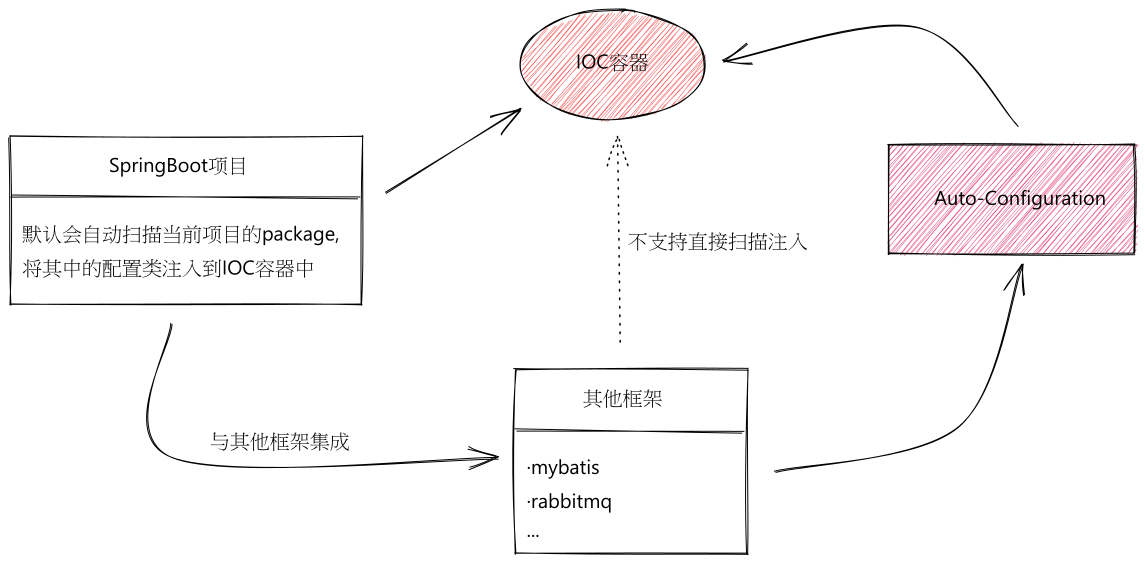 IOC容器
SpringBoot项目
默认会自动扫描当前项目的package,
将其中的配置类注入到IOC容器中
Auto-Configuration
不支持直接扫描注入
与其他框架集成
其他框架
·mybatis
·rabbitmq
...